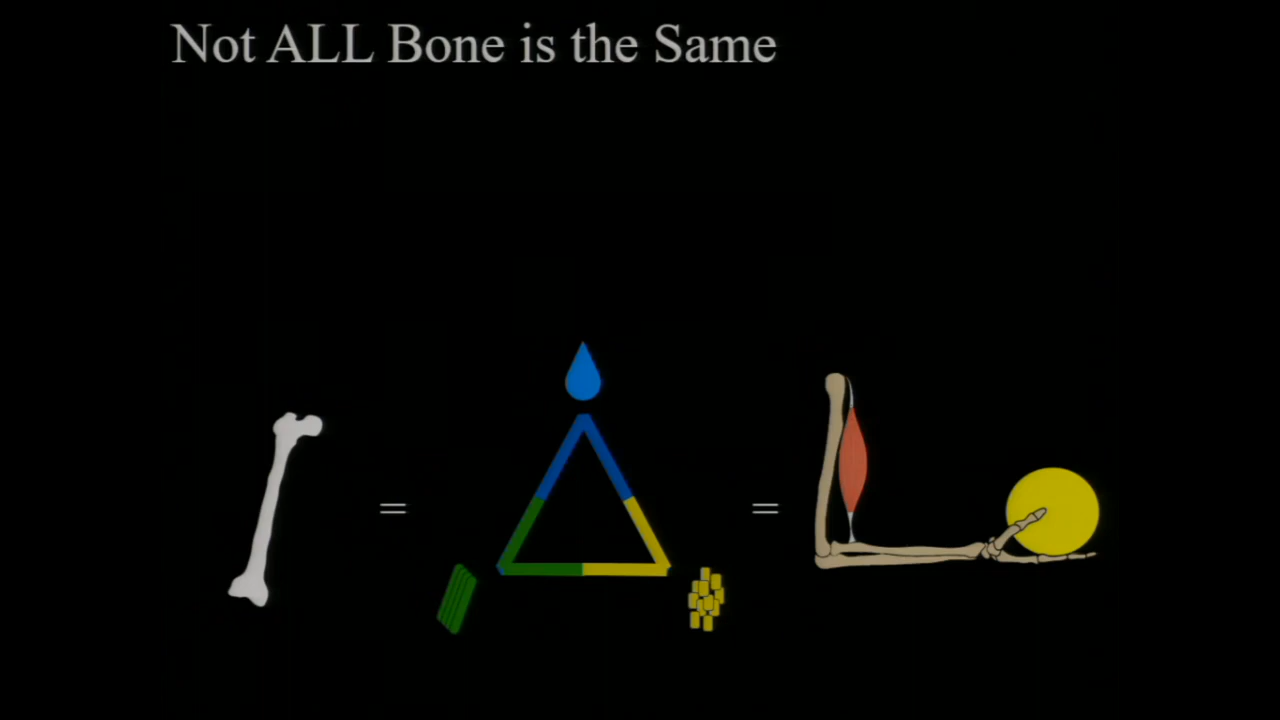 Not ALL Bone is the Same
= =